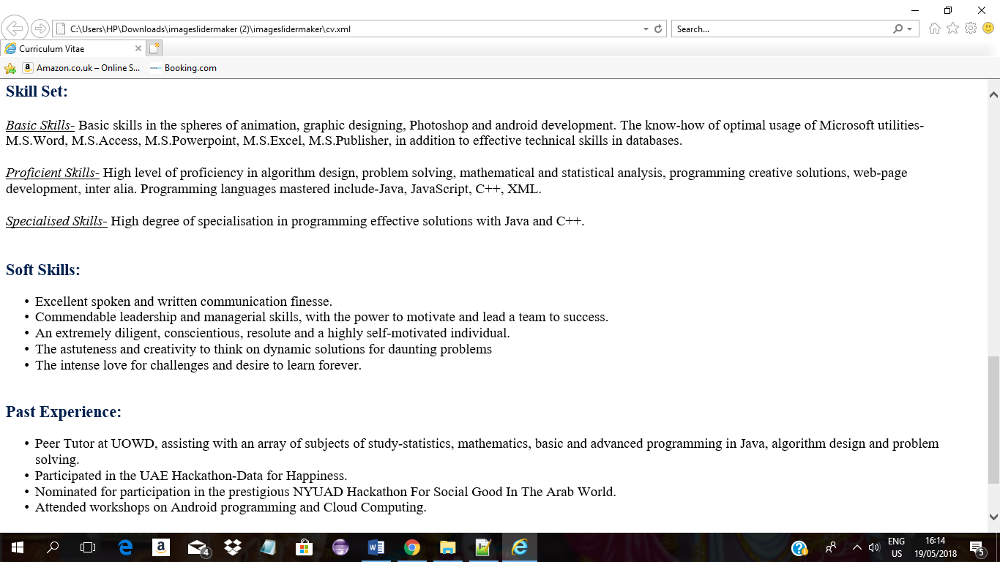 C:\Users\HP\Downloads\imageslidermaker (2)\imageslidermaker\cv.xml
Search...
Curriculum Vitae
Amazon.co.uk – Online S...
Booking.com
Skill Set:
Basic Skills- Basic skills in the spheres of animation, graphic designing, Photoshop and android development. The know-how of optimal usage of Microsoft utilities-
M.S.Word, M.S.Access, M.S.Powerpoint, M.S.Excel, M.S.Publisher, in addition to effective technical skills in databases.
Proficient Skills- High level of proficiency in algorithm design, problem solving, mathematical and statistical analysis, programming creative solutions, web-page
development, inter alia. Programming languages mastered include-Java, JavaScript, C++, XML.
Specialised Skills- High degree of specialisation in programming effective solutions with Java and C++.
Soft Skills:
• Excellent spoken and written communication finesse.
• Commendable leadership and managerial skills, with the power to motivate and lead a team to success.
• An extremely diligent, conscientious, resolute and a highly self-motivated individual.
• The astuteness and creativity to think on dynamic solutions for daunting problems
• The intense love for challenges and desire to learn forever.
Past Experience:
• Peer Tutor at UOWD, assisting with an array of subjects of study-statistics, mathematics, basic and advanced programming in Java, algorithm design and problem
solving.
• Participated in the UAE Hackathon-Data for Happiness.
• Nominated for participation in the prestigious NYUAD Hackathon For Social Good In The Arab World.
• Attended workshops on Android programming and Cloud Computing.
4
ENG
US
16:14
19/05/2018
5